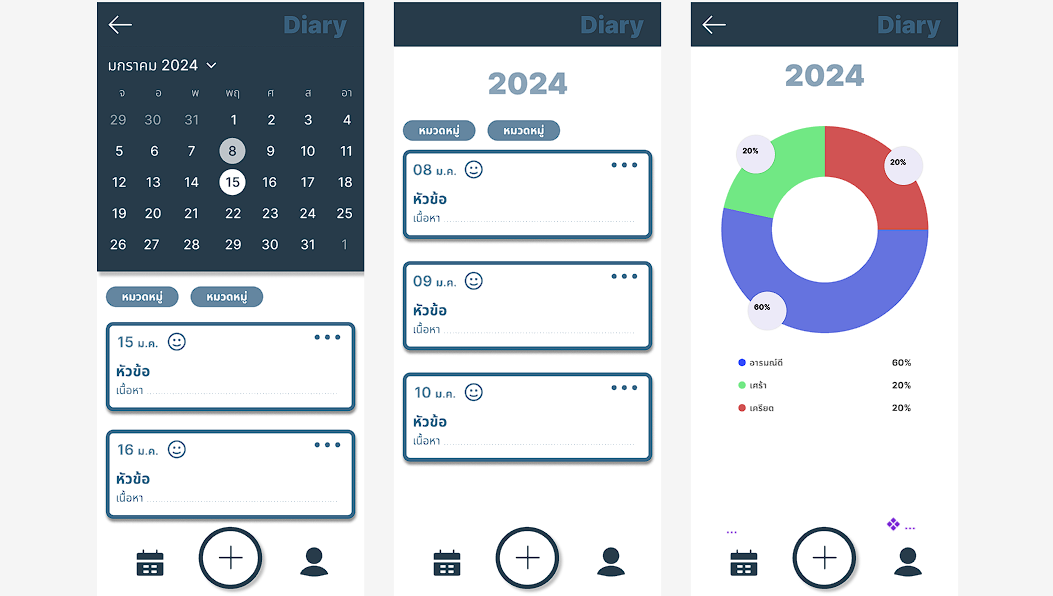 Diary
มกราคม 2024
จ อ พ พฤ ศ ส อา
29 30 31 1 2 3 4
5 6 7 8 9 10 11
12 13 14 15 16 17 18
19 20 21 22 23 24 25
26 27 28 29 30 31 1
หมวดหมู่ หมวดหมู่
15 ม.ค.
หัวข้อ
เนื้อหา
16 ม.ค.
หัวข้อ
เนื้อหา
Diary
2024
หมวดหมู่ หมวดหมู่
08 ม.ค.
หัวข้อ
เนื้อหา
09 ม.ค.
หัวข้อ
เนื้อหา
10 ม.ค.
หัวข้อ
เนื้อหา
Diary
2024
20%
20%
60%
อารมณ์ดี 60%
เศร้า 20%
เครียด 20%
...
...